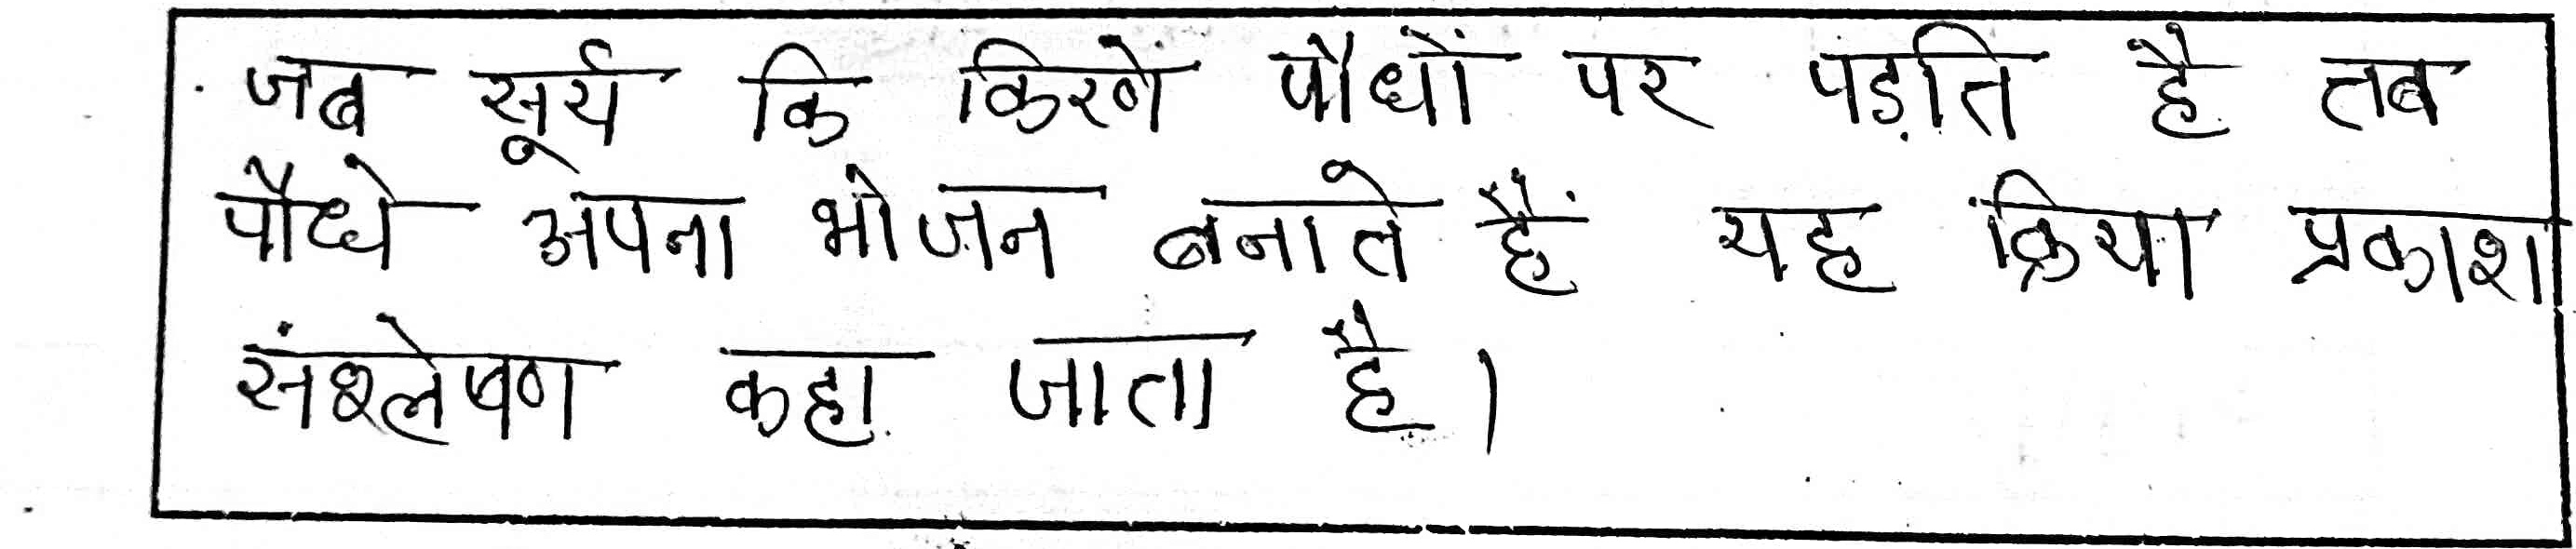 जब सूर्य कि किरणे पौधों पर पड़ति है तब
पौधे अपना भोजन बनाते हैं यह क्रिया प्रकाश
संश्लेषण कहा जाता है।